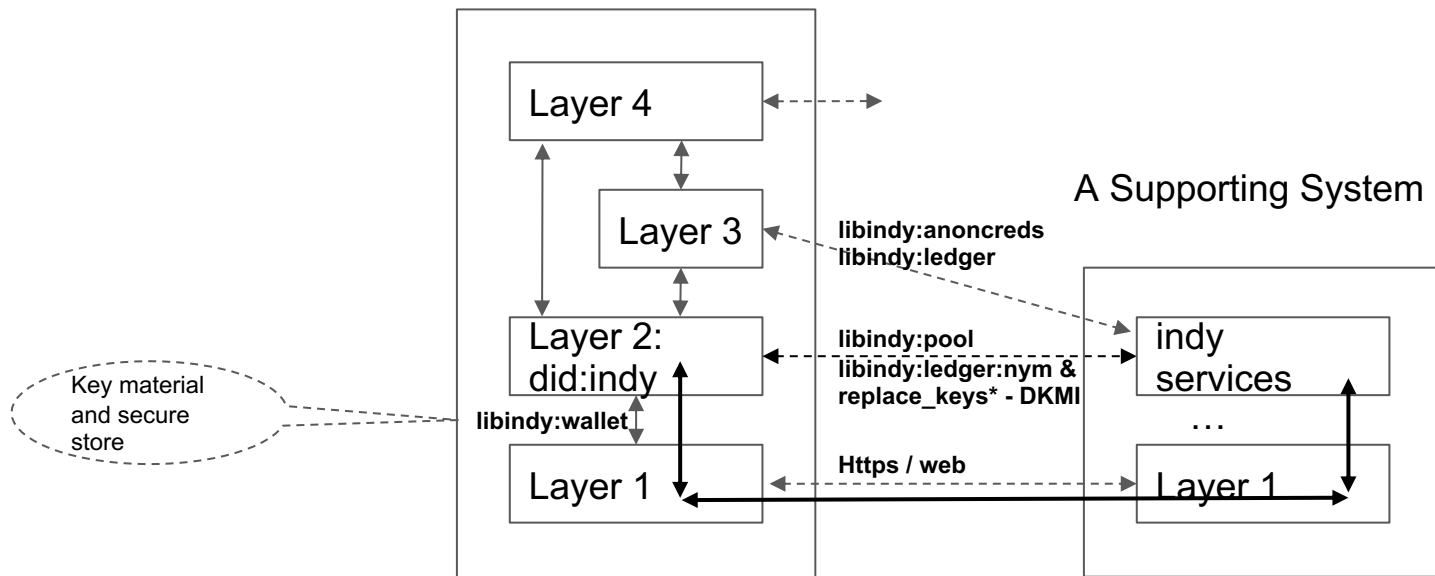 Layer 4
A Supporting System
Layer 3
libindy:anoncreds
libindy:ledger
Layer 2:
did:indy
libindy:pool
libindy:ledger:nym &
replace_keys* - DKMI
indy
services
Key material
and secure
store
libindy:wallet
…
Layer 1
Https / web
Layer 1